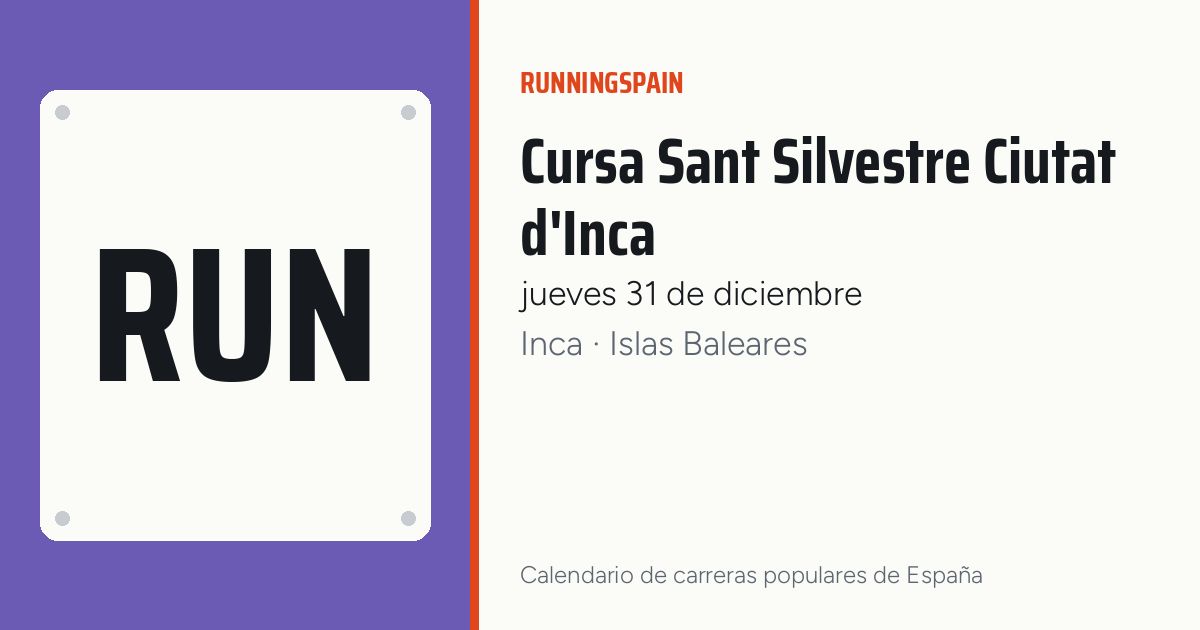 RUN
RUNNINGSPAIN
Cursa Sant Silvestre Ciutat
d'Inca
jueves 31 de diciembre
Inca · Islas Baleares
Calendario de carreras populares de España